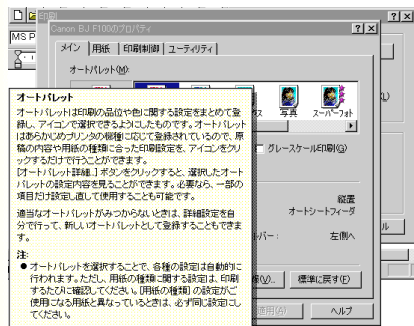 印刷
Canon BJ F100のプロパティ
MS P
メイン 用紙 印刷制御 ユーティリティ
オートパレット(M):
オートパレット
オートパレットは印刷の品位や色に関する設定をまとめて登
録し、アイコンで選択できるようにしたものです。オートパレット
はあらかじめプリンタの機種に応じて登録されているので、原
稿の内容や用紙の種類に合った印刷設定を、アイコンをクリ
ックするだけで行うことができます。
[オートパレット詳細..] ボタンをクリックすると、選択したオート
パレットの設定内容を見ることができます。必要なら、一部の
項目だけ設定し直して使用することも可能です。
適当なオートパレットがみつからないときは、詳細設定を自
分で行って、新しいオートパレットとして登録することもできま
す。
注:
● オートパレットを選択することで、各種の設定は自動的に
行われます。ただし、用紙の種類に関する設定は、印刷
するたびに確認してください。[用紙の種類] の設定がご
使用になる用紙と異なっているときは、必ず同じ設定にし
てください。
写真 スーパーフォト
グレースケール印刷(G)
縦置
オートシートフィーダ
バー: 左側へ
標準に戻す(F)
適用(A) ヘルプ